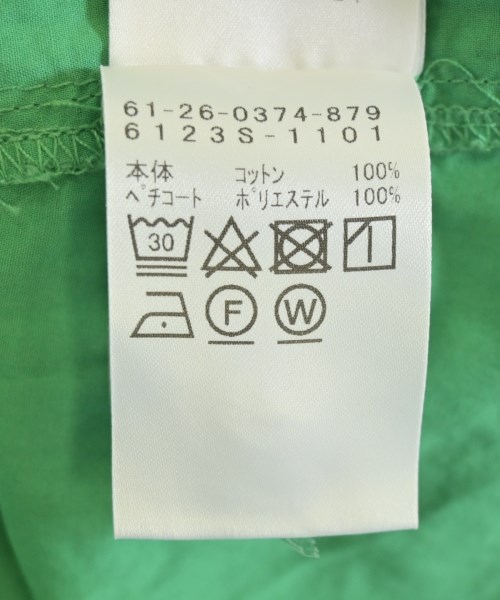 61-26-0374-879
6123S-1101
本体 コットン 100%
ペチコート ポリエステル 100%
30
F W